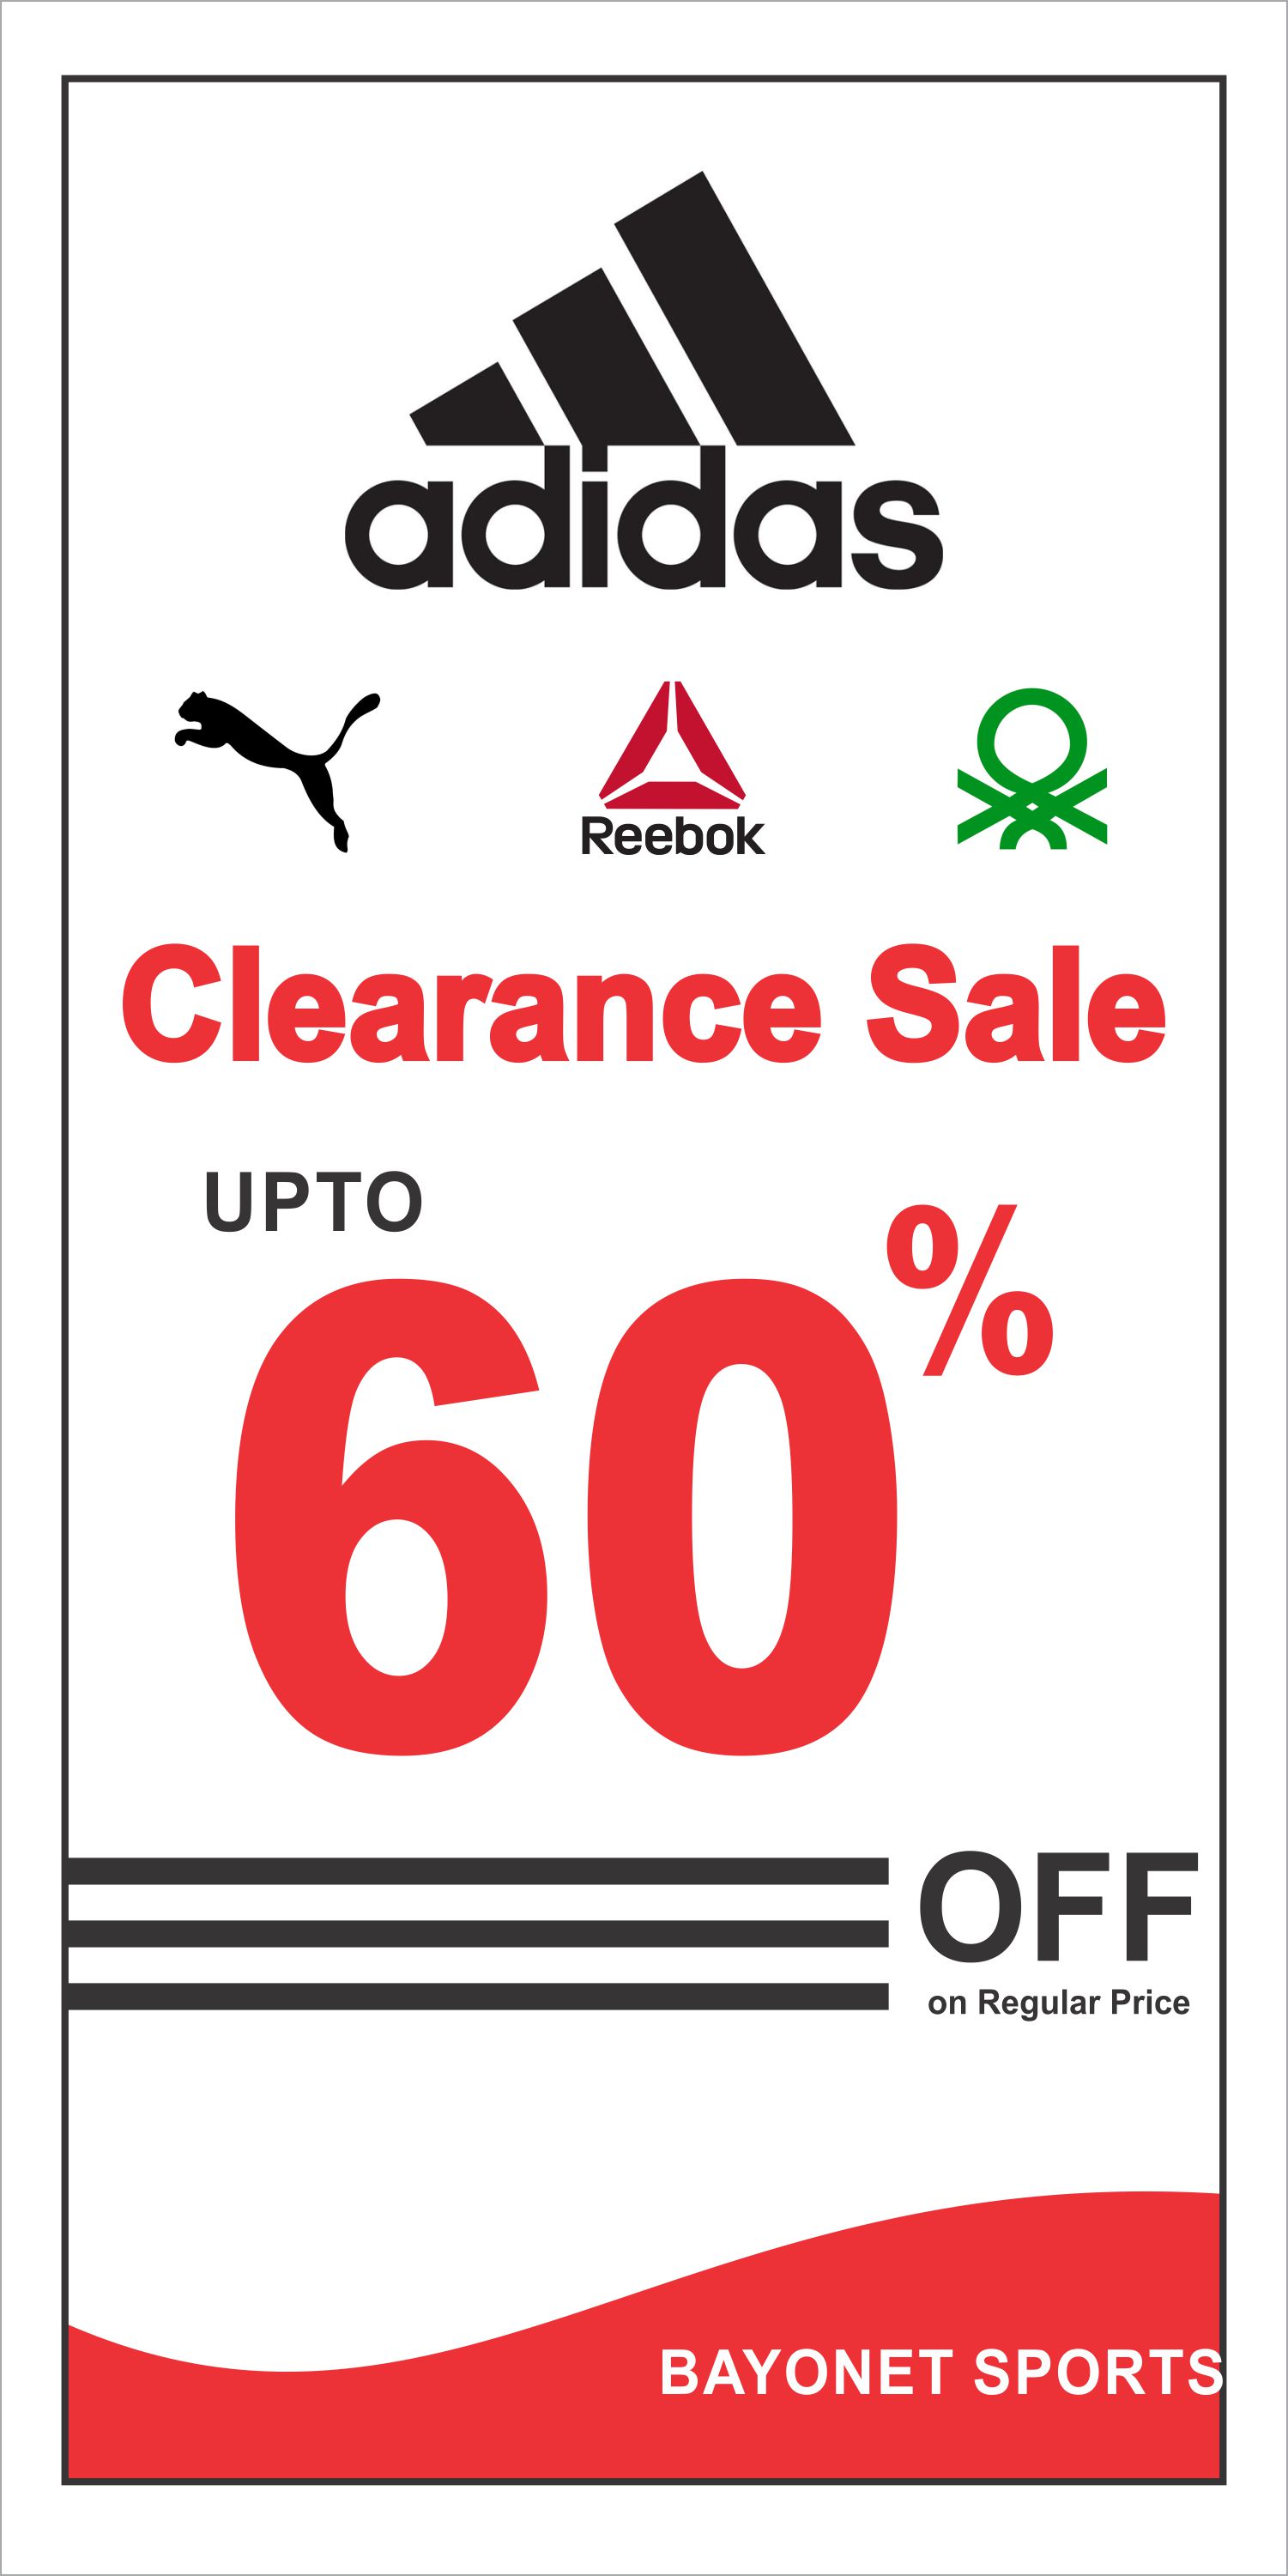 adidas
Reebok
Clearance Sale
UPTO
60%
OFF
on Regular Price
BAYONET SPORTS